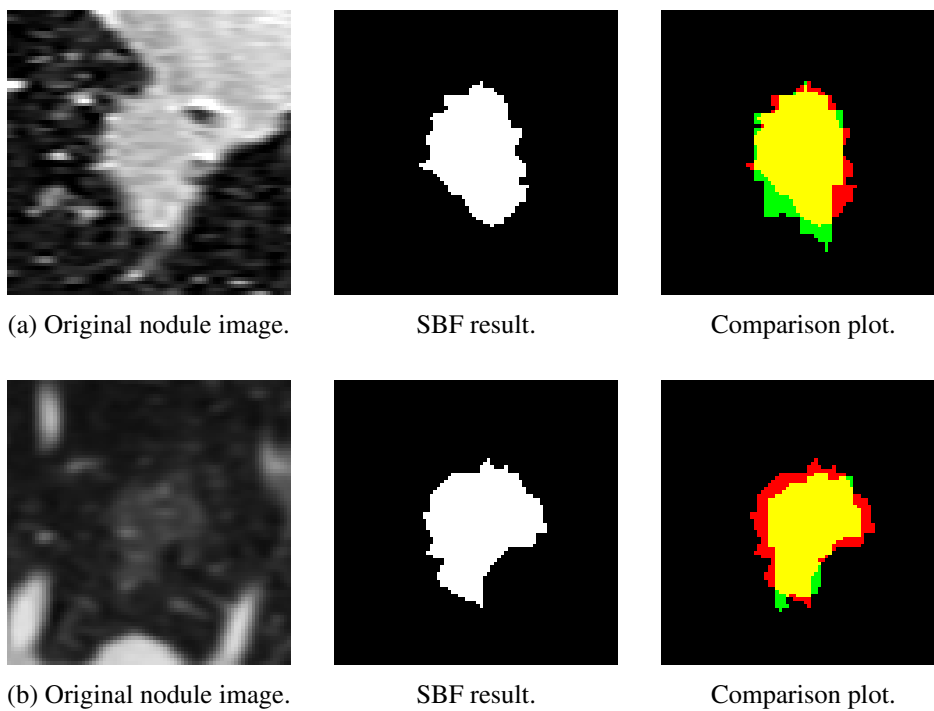 (a) Original nodule image. SBF result. Comparison plot.
(b) Original nodule image. SBF result. Comparison plot.